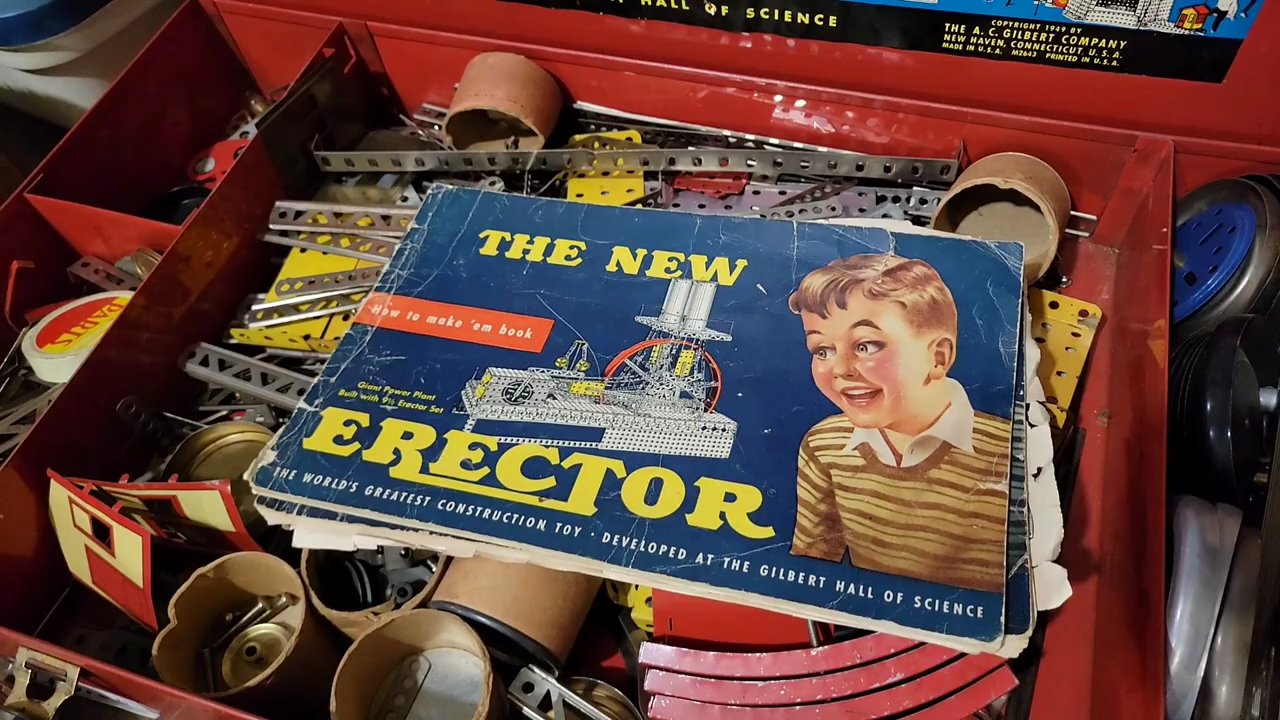 HALL OF SCIENCE
COPYRIGHT 1949 BY
THE A. C. GILBERT COMPANY
NEW HAVEN, CONNECTICUT, U. S. A.
MADE IN U.S.A. M2643 PRINTED IN U.S.A.
THE NEW
How to make 'em book
Giant Power Plant
Built with 9½ Erector Set
ERECTOR
THE WORLD'S GREATEST CONSTRUCTION TOY · DEVELOPED AT THE GILBERT HALL OF SCIENCE
PARTS